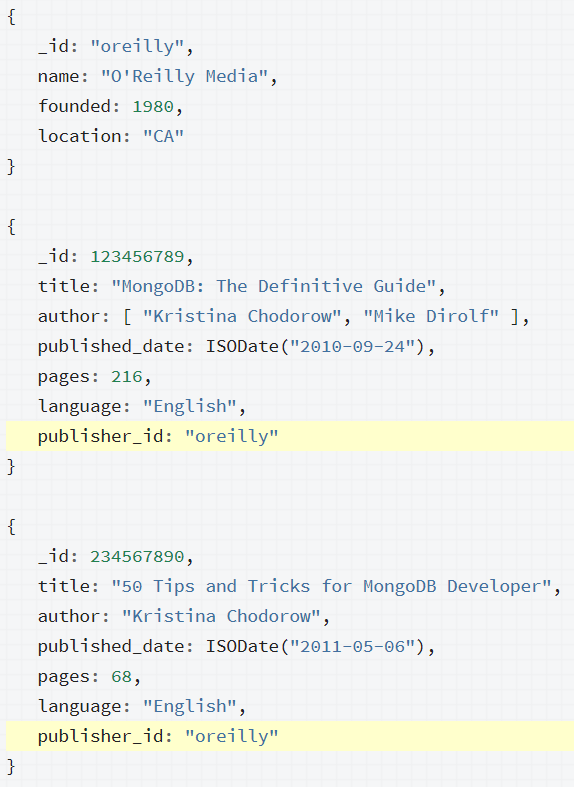 {
   _id: "oreilly",
   name: "O'Reilly Media",
   founded: 1980,
   location: "CA"
}

{
   _id: 123456789,
   title: "MongoDB: The Definitive Guide",
   author: [ "Kristina Chodorow", "Mike Dirolf" ],
   published_date: ISODate("2010-09-24"),
   pages: 216,
   language: "English",
   publisher_id: "oreilly"
}

{
   _id: 234567890,
   title: "50 Tips and Tricks for MongoDB Developer",
   author: "Kristina Chodorow",
   published_date: ISODate("2011-05-06"),
   pages: 68,
   language: "English",
   publisher_id: "oreilly"
}